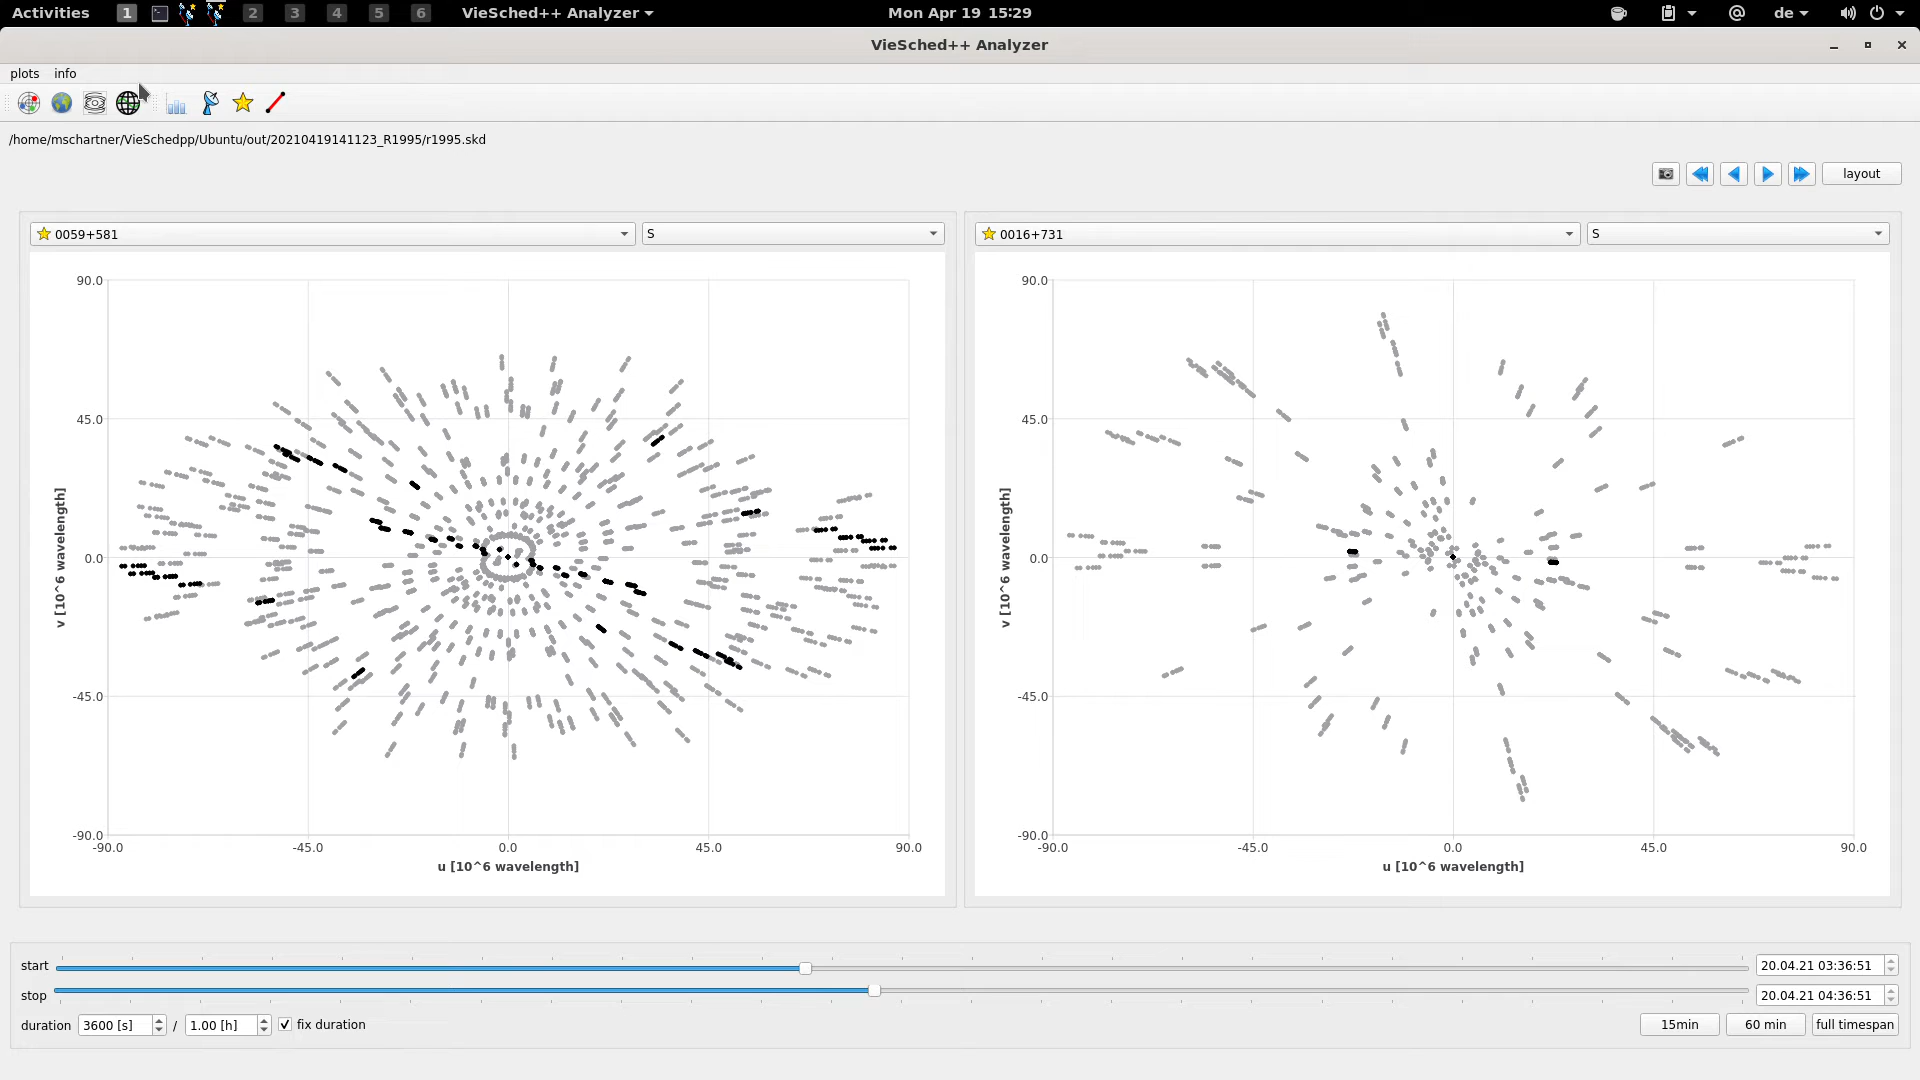 Activities 1 2 3 4 5 6 VieSched++ Analyzer Mon Apr 19 15:29 de
VieSched++ Analyzer
plots info
/home/mschartner/VieSchedpp/Ubuntu/out/20210419141123_R1995/r1995.skd
layout
0059+581 S
90.0
45.0
0.0
-45.0
-90.0
v [10^6 wavelength]
-90.0 -45.0 0.0 45.0 90.0
u [10^6 wavelength]
0016+731 S
90.0
45.0
0.0
-45.0
-90.0
v [10^6 wavelength]
-90.0 -45.0 0.0 45.0 90.0
u [10^6 wavelength]
start 20.04.21 03:36:51
stop 20.04.21 04:36:51
duration 3600 [s] / 1.00 [h] fix duration 15min 60 min full timespan